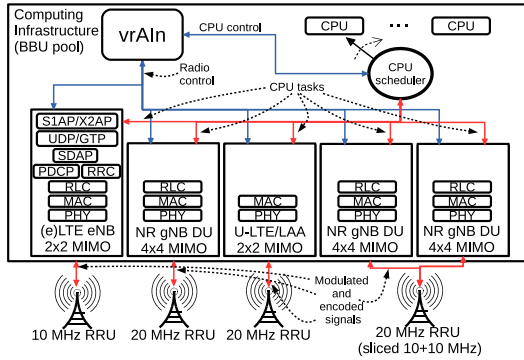 Computing
Infrastructure
(BBU pool)
vrAIn
CPU control
CPU
...
CPU
CPU
scheduler
Radio
control
CPU tasks
S1AP/X2AP
UDP/GTP
SDAP
PDCP
RRC
RLC
MAC
PHY
(e)LTE eNB
2x2 MIMO
RLC
MAC
PHY
NR gNB DU
4x4 MIMO
MAC
PHY
U-LTE/LAA
2x2 MIMO
RLC
MAC
PHY
NR gNB DU
4x4 MIMO
RLC
MAC
PHY
NR gNB DU
4x4 MIMO
Modulated
and
encoded
signals
10 MHz RRU
20 MHz RRU
20 MHz RRU
20 MHz RRU
(sliced 10+10 MHz)